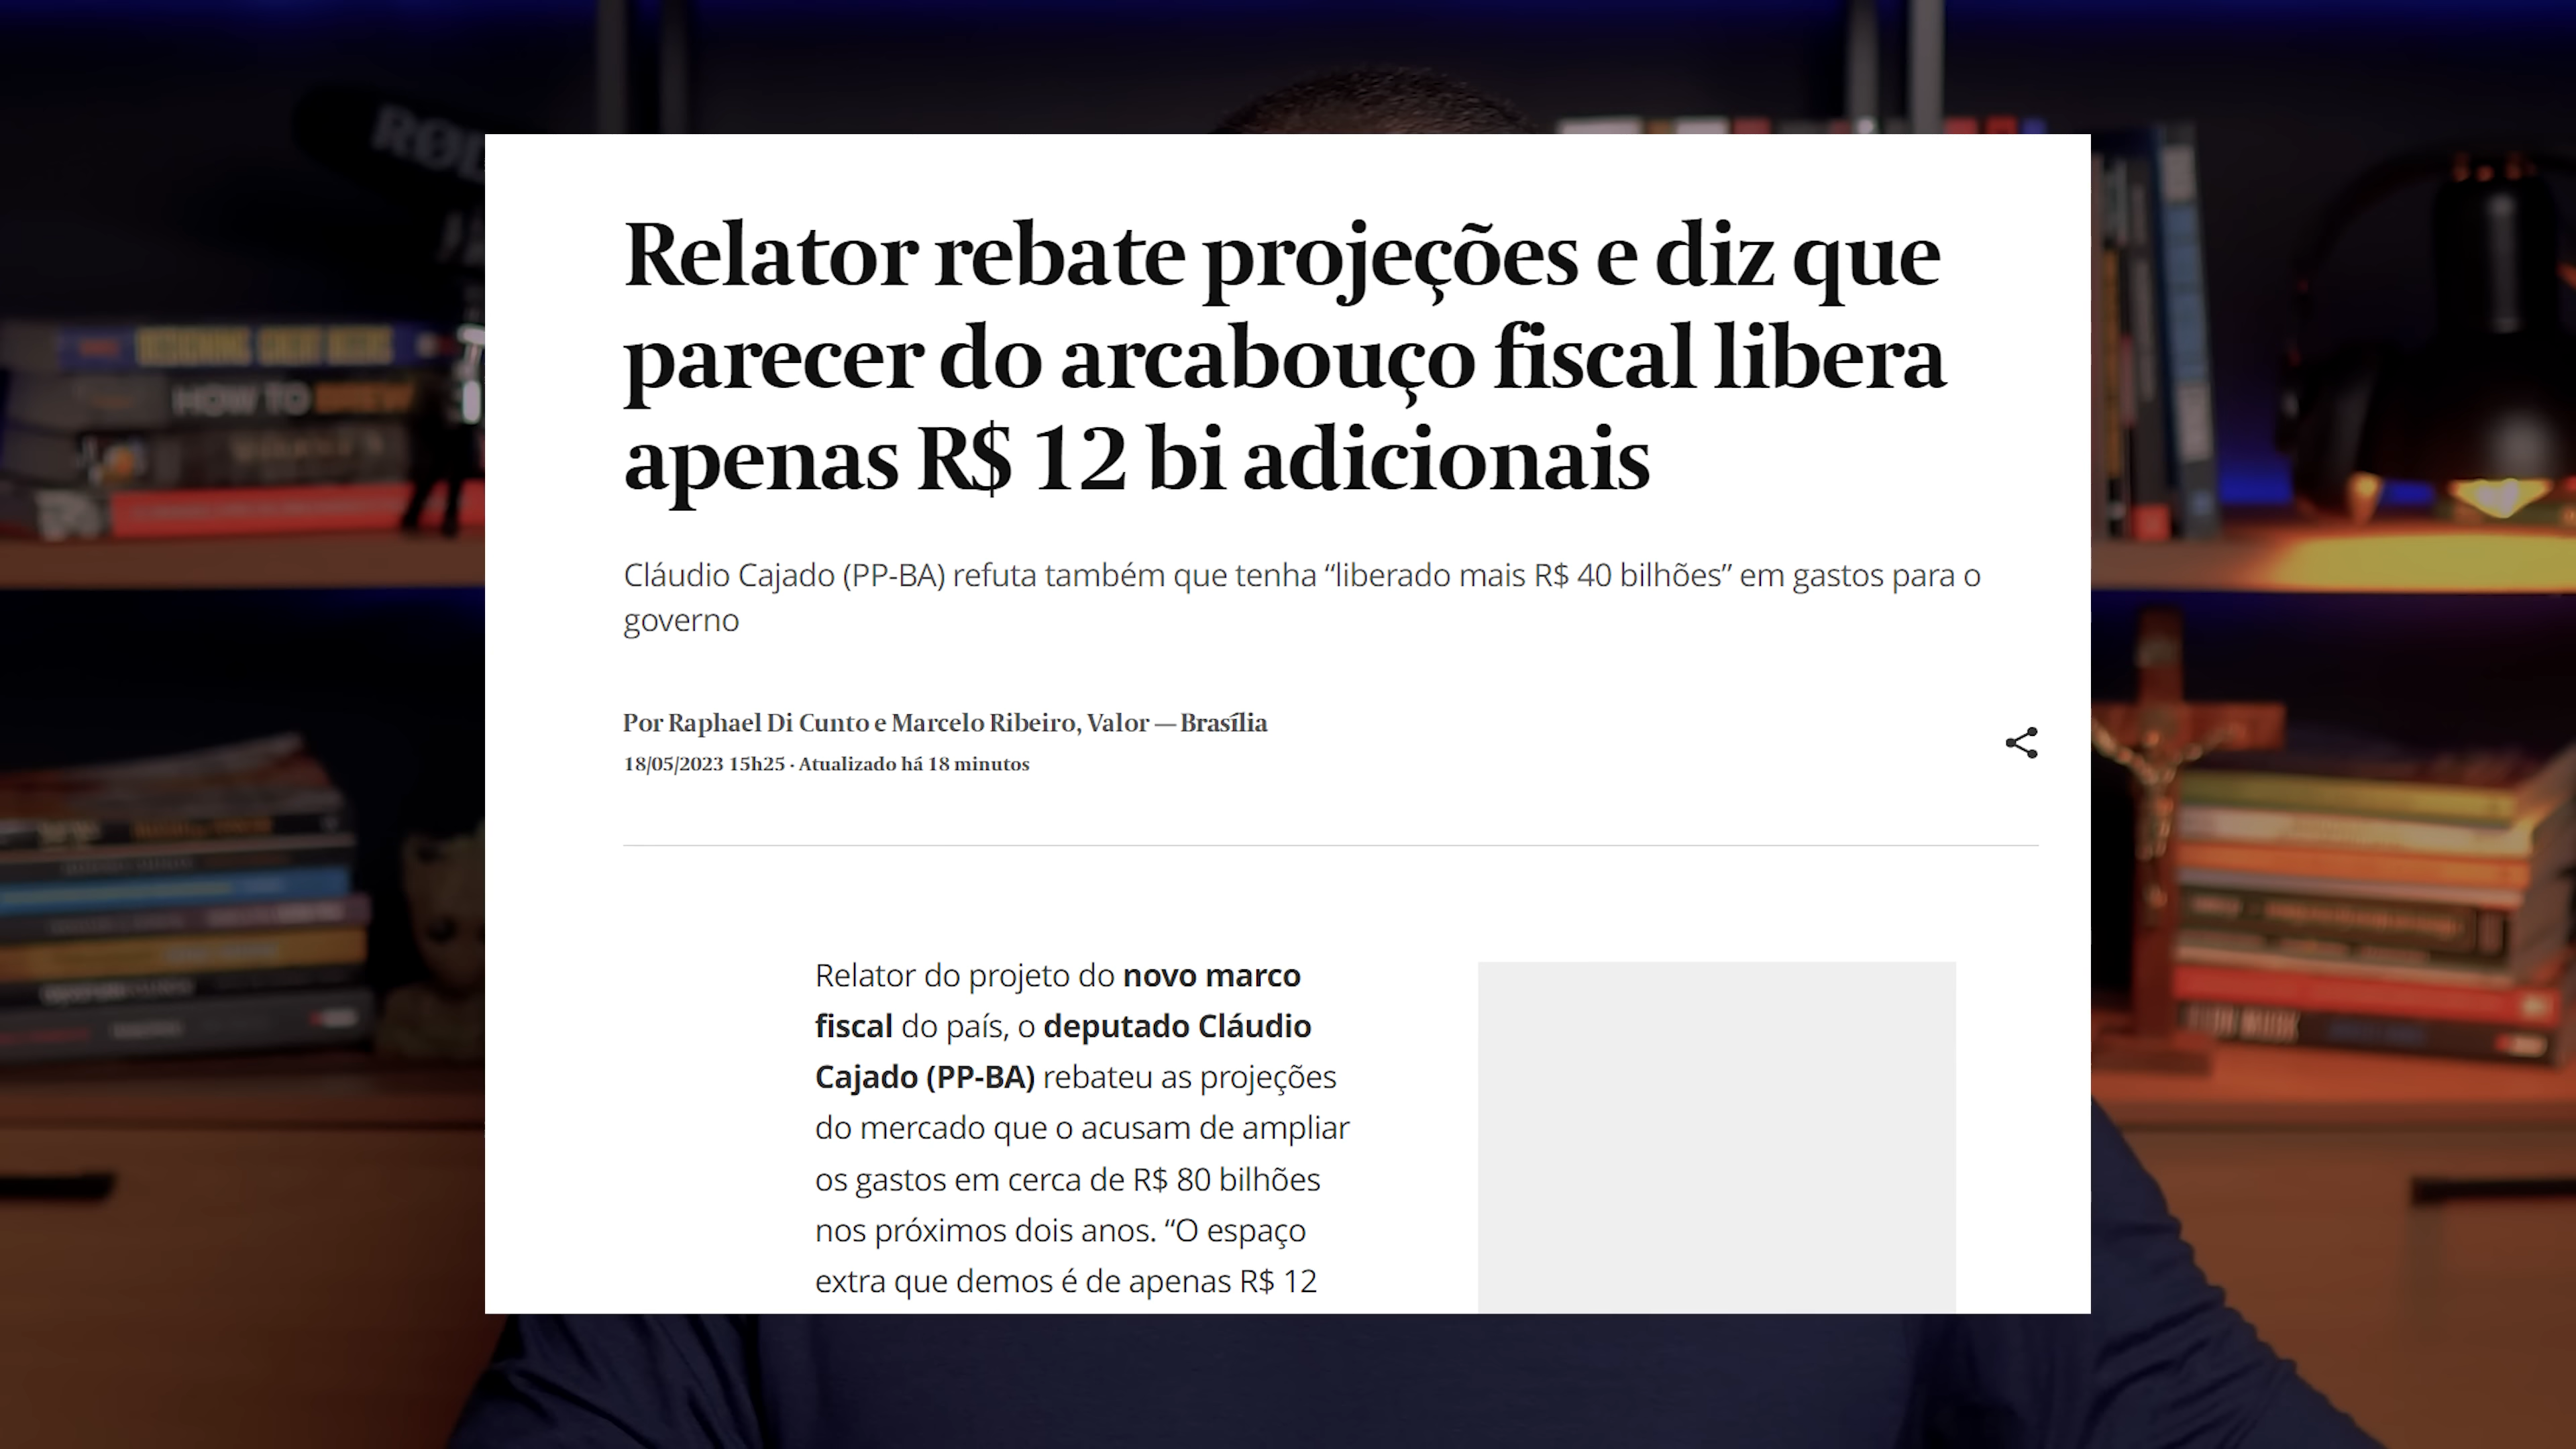 RØD
HOW TO BREW
Relator rebate projeções e diz que
parecer do arcabouço fiscal libera
apenas R$ 12 bi adicionais
Cláudio Cajado (PP-BA) refuta também que tenha “liberado mais R$ 40 bilhões” em gastos para o
governo
Por Raphael Di Cunto e Marcelo Ribeiro, Valor — Brasília
18/05/2023 15h25 · Atualizado há 18 minutos
Relator do projeto do novo marco
fiscal do país, o deputado Cláudio
Cajado (PP-BA) rebateu as projeções
do mercado que o acusam de ampliar
os gastos em cerca de R$ 80 bilhões
nos próximos dois anos. “O espaço
extra que demos é de apenas R$ 12